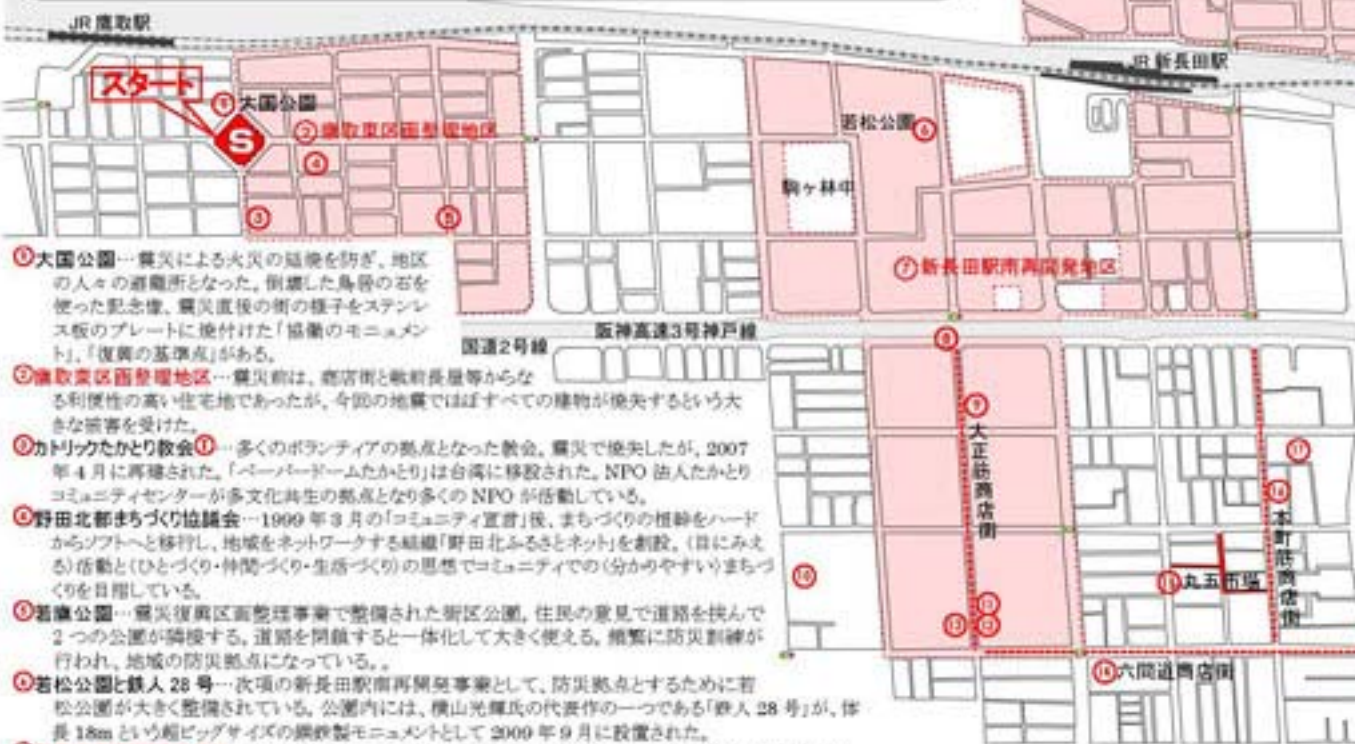 JR 鷹取駅
JR 新長田駅
スタート
S
①大国公園
②鷹取東区画整理地区
④
③
⑤
若松公園⑥
駒ヶ林中
⑦新長田駅南再開発地区
阪神高速3号神戸線
国道2号線
⑧
⑨大正筋商店街
⑩
⑪
⑬⑫
⑭本町筋商店街
⑮丸五市場
⑯六間道商店街
⑰
①大国公園…震災による火災の延焼を防ぎ、地区
の人々の避難所となった。倒壊した鳥居の石を
使った記念像、震災直後の街の様子をステンレ
ス板のプレートに焼付けた「協働のモニュメン
ト」、「復興の基準点」がある。
②鷹取東区画整理地区…震災前は、商店街と戦前長屋等からな
る利便性の高い住宅地であったが、今回の地震でほぼすべての建物が焼失するという大
きな被害を受けた。
③カトリックたかとり教会①…多くのボランティアの拠点となった教会。震災で焼失したが、2007
年4月に再建された。「ペーパードームたかとり」は台湾に移設された。NPO 法人たかとり
コミュニティセンターが多文化共生の拠点となり多くの NPO が活動している。
④野田北部まちづくり協議会…1999 年3月の「コミュニティ宣言」後、まちづくりの根幹をハード
からソフトへと移行し、地域をネットワークする組織「野田北ふるさとネット」を創設。(目にみえ
る)活動と(ひとづくり・仲間づくり・生活づくり)の思想でコミュニティでの(分かりやすい)まちづ
くりを目指している。
⑤若鷹公園…震災復興区画整理事業で整備された街区公園。住民の意見で道路を挟んで
2 つの公園が隣接する。道路を閉鎖すると一体化して大きく使える。頻繁に防災訓練が
行われ、地域の防災拠点になっている。。
⑥若松公園と鉄人 28 号…次項の新長田駅南再開発事業として、防災拠点とするために若
松公園が大きく整備されている。公園内には、横山光輝氏の代表作の一つである「鉄人 28 号」が、体
長 18m という超ビッグサイズの鋼鉄製モニュメントとして 2009 年 9 月に設置された。